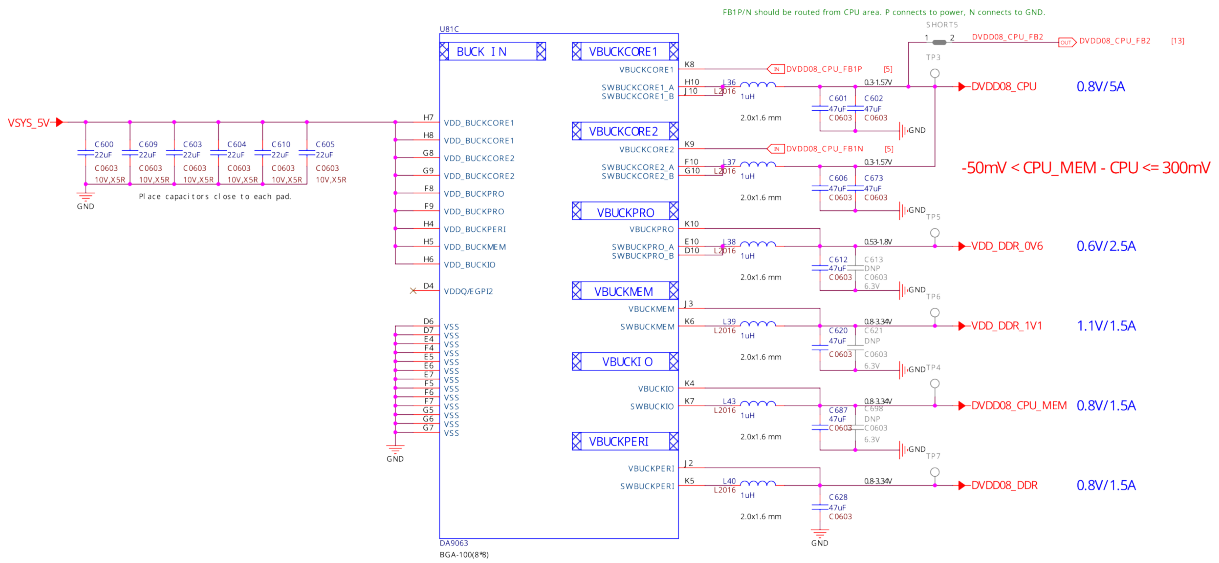 FB1P/N should be routed from CPU area. P connects to power, N connects to GND.
SHORT5
1 2 DVDD08_CPU_FB2 OUT DVDD08_CPU_FB2 [13]
U81C
BUCK IN VBUCKCORE1
TP3
VBUCKCORE1 K8 IN DVDD08_CPU_FB1P [5]
SWBUCKCORE1_A H10 L36 0.3-1.57V DVDD08_CPU 0.8V/5A
SWBUCKCORE1_B J10 L2016 1uH
2.0x1.6 mm
C601 47uF C0603
C602 47uF C0603
GND
VSYS_5V
C600 22uF C0603 10V,X5R
C609 22uF C0603 10V,X5R
C603 22uF C0603 10V,X5R
C604 22uF C0603 10V,X5R
C610 22uF C0603 10V,X5R
C605 22uF C0603 10V,X5R
Place capacitors close to each pad.
GND
H7 VDD_BUCKCORE1
H8 VDD_BUCKCORE1
G8 VDD_BUCKCORE2
G9 VDD_BUCKCORE2
F8 VDD_BUCKPRO
F9 VDD_BUCKPRO
H4 VDD_BUCKPERI
H5 VDD_BUCKMEM
H6 VDD_BUCKIO
D4 VDDQ/EGPI2
D6 VSS
D7 VSS
E4 VSS
F4 VSS
E5 VSS
E6 VSS
E7 VSS
F5 VSS
F6 VSS
F7 VSS
G5 VSS
G6 VSS
G7 VSS
GND
VBUCKCORE2
VBUCKCORE2 K9 IN DVDD08_CPU_FB1N [5]
SWBUCKCORE2_A F10 L37 0.3-1.57V
SWBUCKCORE2_B G10 L2016 1uH
2.0x1.6 mm
C606 47uF C0603
C673 47uF C0603
GND
-50mV < CPU_MEM - CPU <= 300mV
VBUCKPRO
TP5
VBUCKPRO K10
SWBUCKPRO_A E10 L38 0.53-1.8V VDD_DDR_0V6 0.6V/2.5A
SWBUCKPRO_B D10 L2016 1uH
2.0x1.6 mm
C612 47uF C0603
C613 DNP C0603 6.3V
GND
VBUCKMEM
TP6
VBUCKMEM J3
SWBUCKMEM K6 L39 0.8-3.34V VDD_DDR_1V1 1.1V/1.5A
L2016 1uH
2.0x1.6 mm
C620 47uF C0603
C621 DNP C0603 6.3V
GND
VBUCKIO
TP4
VBUCKIO K4
SWBUCKIO K7 L43 0.8-3.34V DVDD08_CPU_MEM 0.8V/1.5A
L2016 1uH
2.0x1.6 mm
C687 47uF C0603
C698 DNP C0603 6.3V
GND
VBUCKPERI
TP7
VBUCKPERI J2
SWBUCKPERI K5 L40 0.8-3.34V DVDD08_DDR 0.8V/1.5A
L2016 1uH
2.0x1.6 mm
C628 47uF C0603
GND
DA9063
BGA-100(8*8)